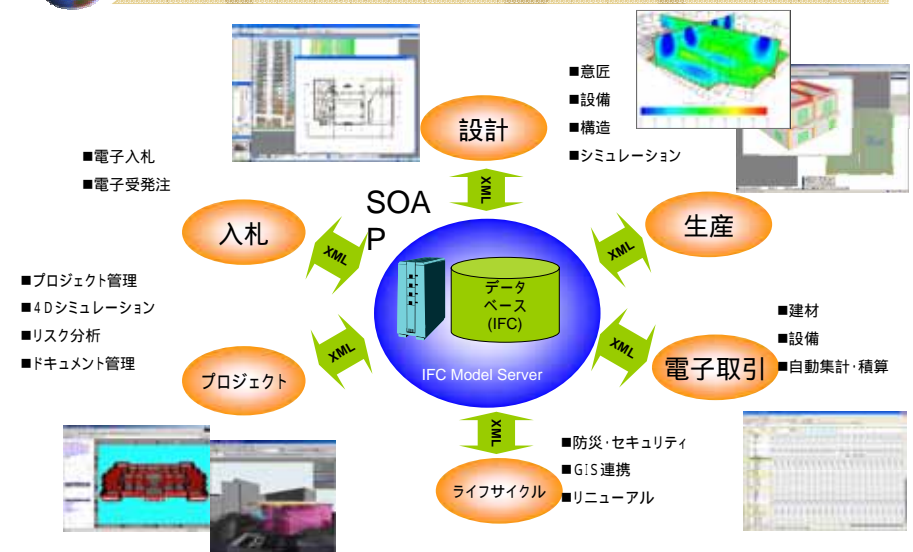 設計
■意匠
■設備
■構造
■シミュレーション
■電子入札
■電子受発注
XML
SOA
P
入札
XML
XML
生産
■プロジェクト管理
■4Dシミュレーション
■リスク分析
■ドキュメント管理
データ
ベース
(IFC)
IFC Model Server
■建材
■設備
■自動集計・積算
XML
XML
プロジェクト
電子取引
XML
■防災・セキュリティ
■GIS連携
■リニューアル
ライフサイクル